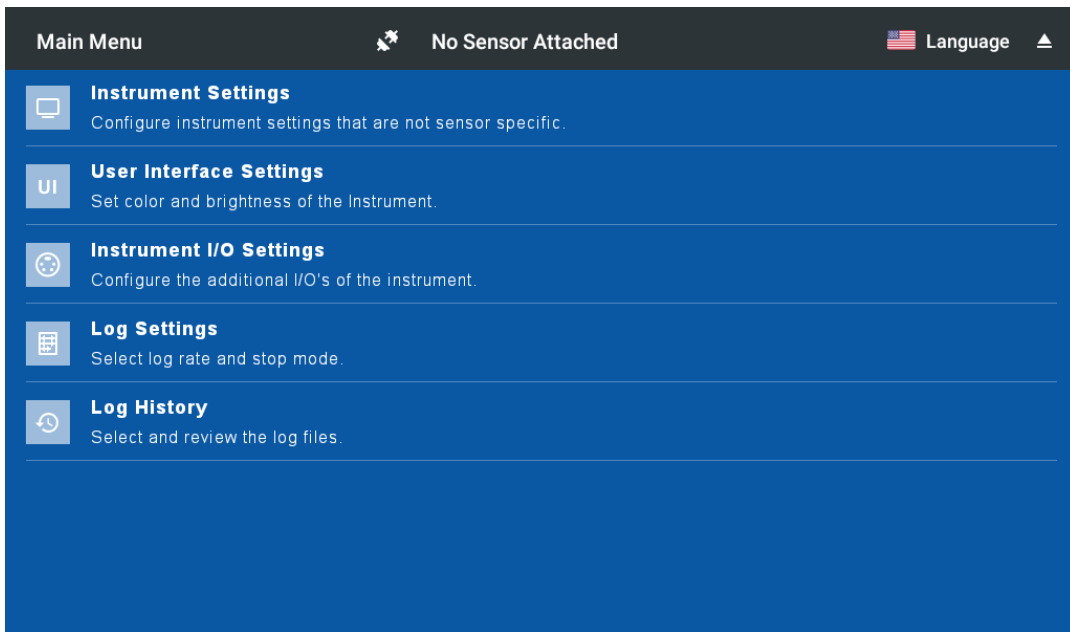 Main Menu
No Sensor Attached
Language
Instrument Settings
Configure instrument settings that are not sensor specific.
UI
User Interface Settings
Set color and brightness of the Instrument.
Instrument I/O Settings
Configure the additional I/O's of the instrument.
Log Settings
Select log rate and stop mode.
Log History
Select and review the log files.